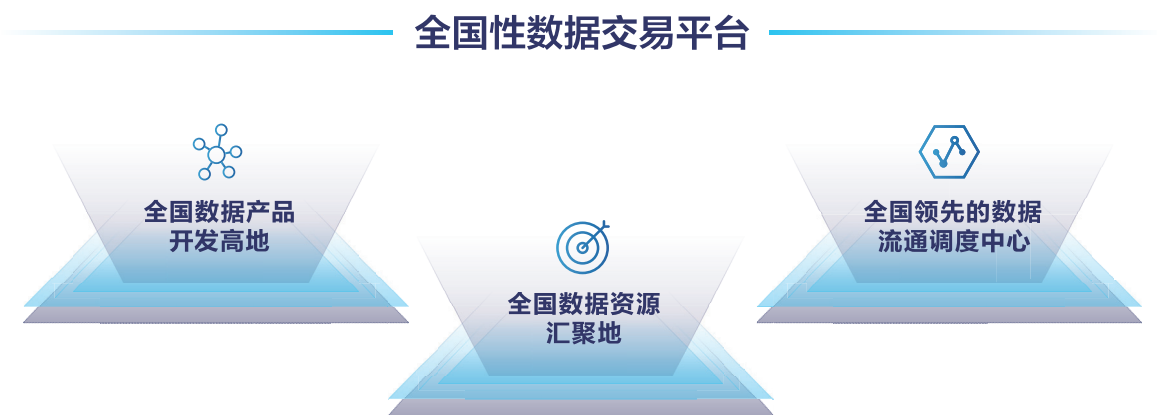 全国性数据交易平台
全国数据产品
开发高地
全国数据资源
汇聚地
全国领先的数据
流通调度中心